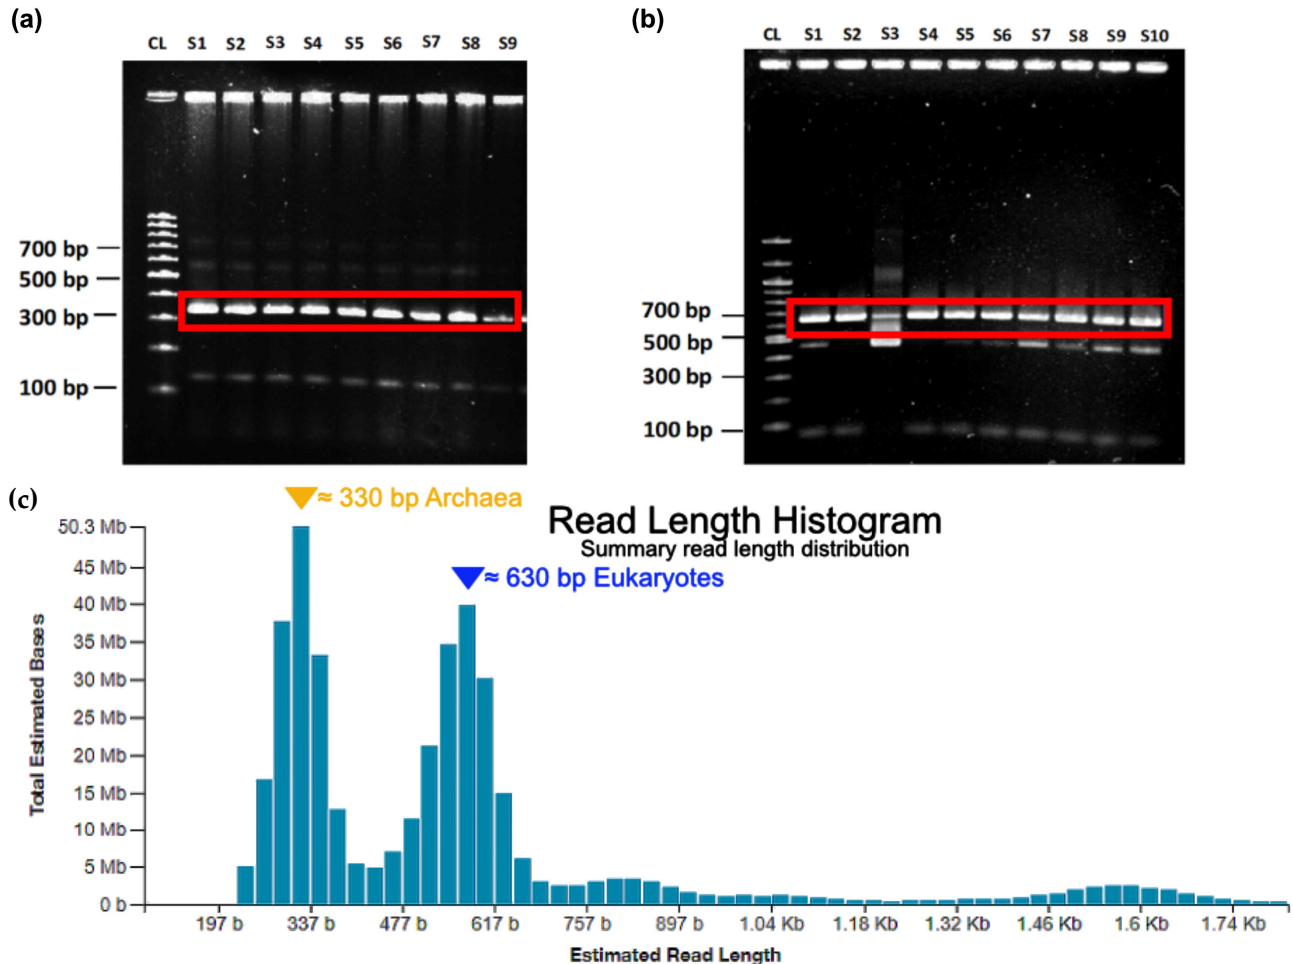 (a)
CL S1 S2 S3 S4 S5 S6 S7 S8 S9
700 bp
500 bp
300 bp
100 bp
(b)
CL S1 S2 S3 S4 S5 S6 S7 S8 S9 S10
700 bp
500 bp
300 bp
100 bp
(c)
≈ 330 bp Archaea
Read Length Histogram
Summary read length distribution
≈ 630 bp Eukaryotes
Total Estimated Bases
50.3 Mb
45 Mb
40 Mb
35 Mb
30 Mb
25 Mb
20 Mb
15 Mb
10 Mb
5 Mb
0 b
197 b 337 b 477 b 617 b 757 b 897 b 1.04 Kb 1.18 Kb 1.32 Kb 1.46 Kb 1.6 Kb 1.74 Kb
Estimated Read Length